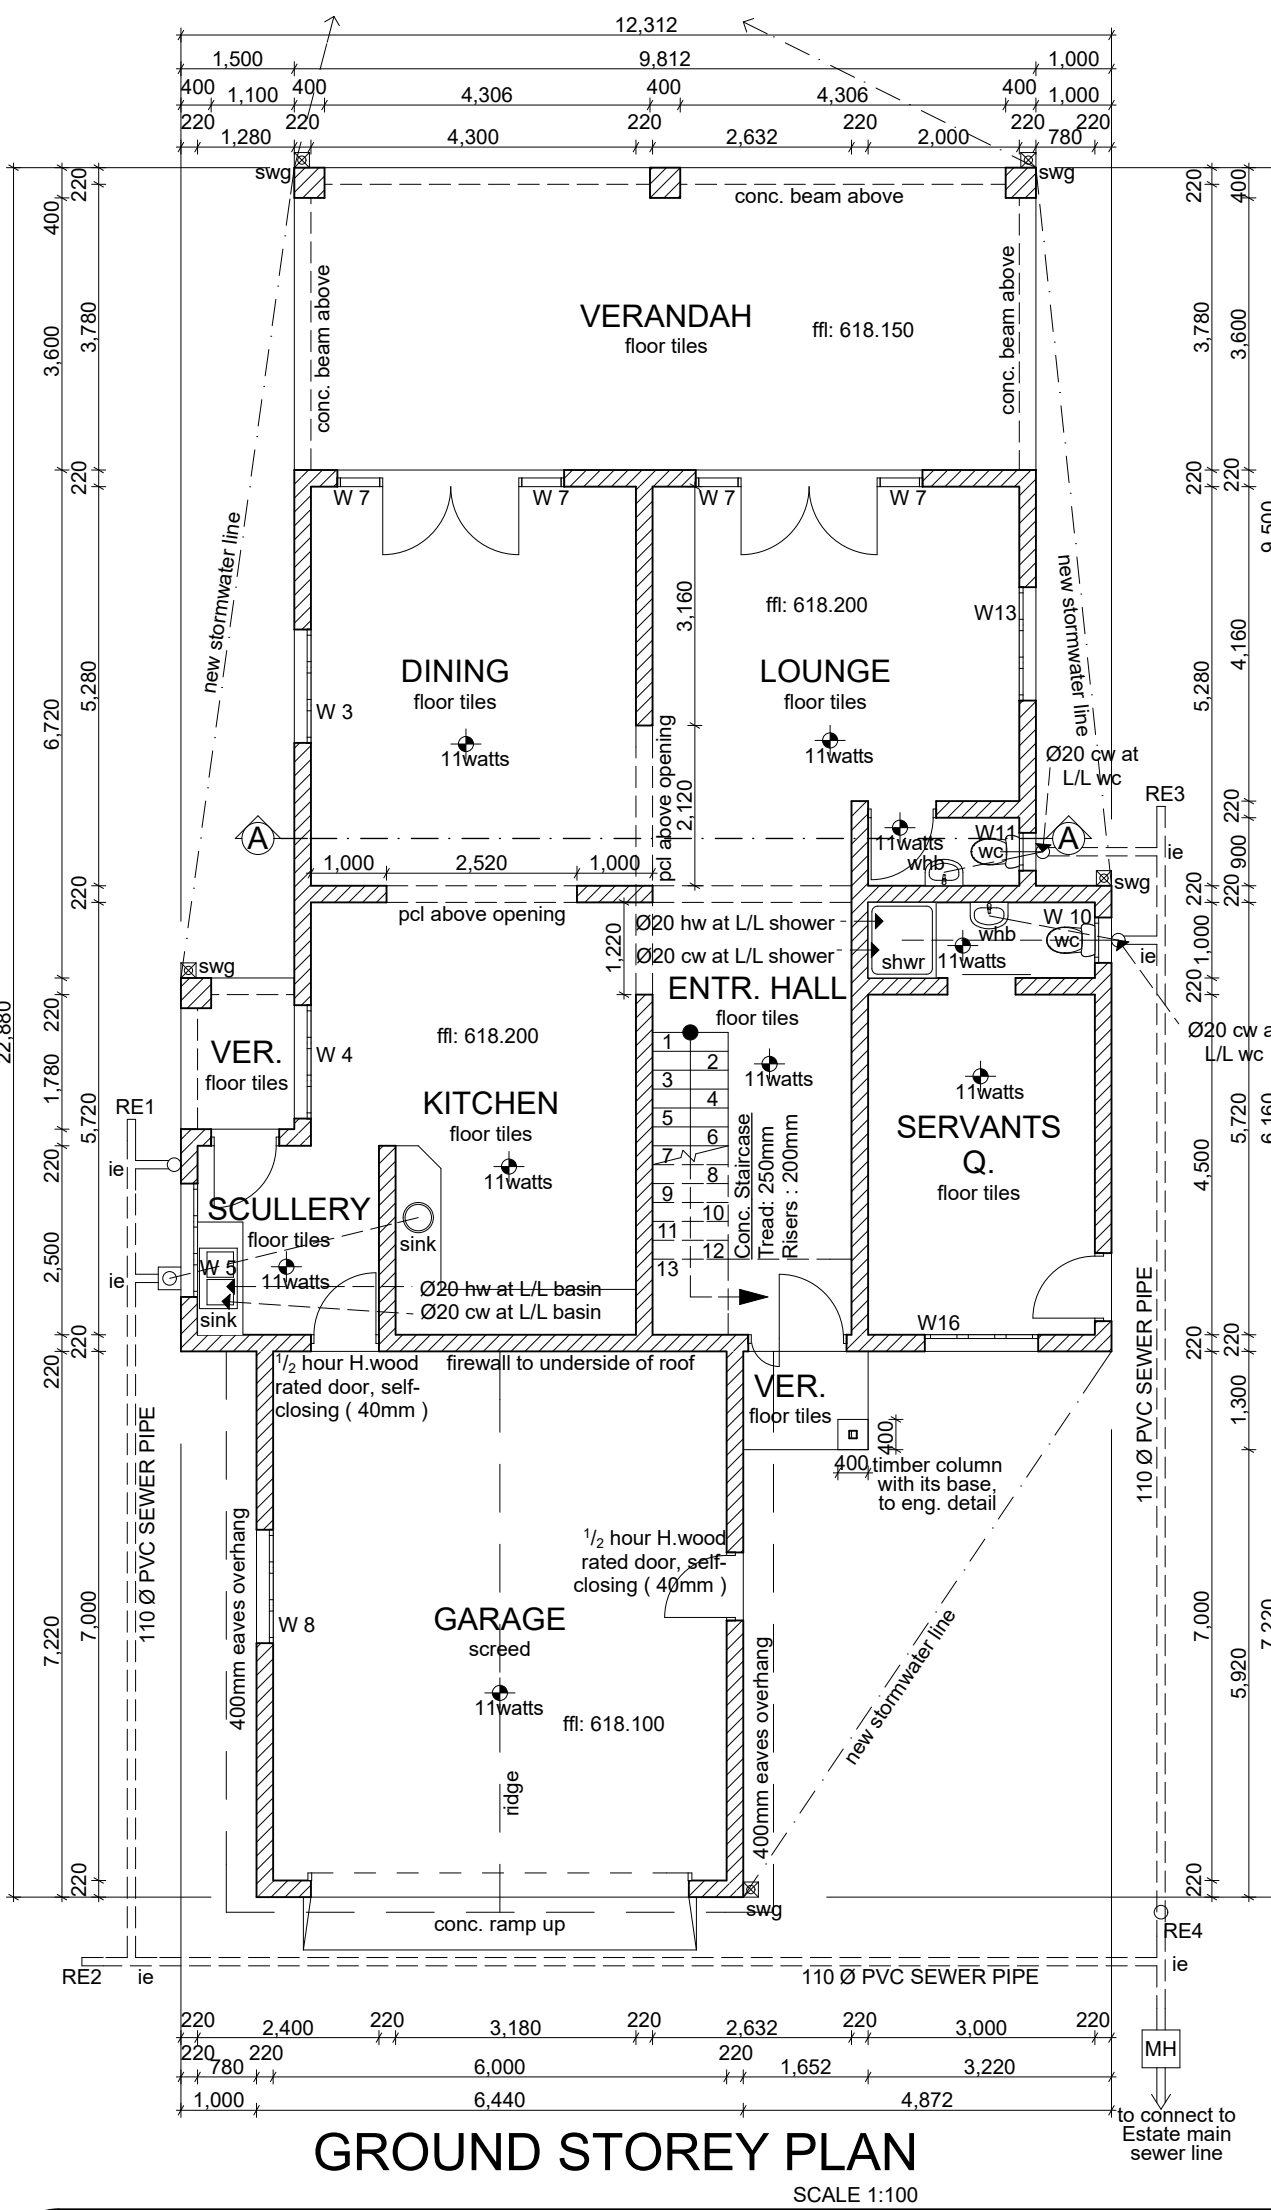 12,312
1,500 9,812 1,000
400 1,100 400 4,306 400 4,306 400 1,000
220 1,280 220 4,300 220 2,632 220 2,000 220 780 220
swg
swg
conc. beam above
conc. beam above
conc. beam above
VERANDAH
floor tiles
ffl: 618.150
220
400
3,600
3,780
220
220
400
3,780
3,600
220
220
W 7
W 7
W 7
W 7
new stormwater line
new stormwater line
3,160
ffl: 618.200
W13
9,500
4,160
DINING
floor tiles
LOUNGE
floor tiles
W 3
11watts
11watts
6,720
5,280
5,280
pcl above opening
2,120
Ø20 cw at
L/L wc
RE3
A
A
11watts
W11
wc
whb
ie
220
900
1,000
2,520
1,000
swg
220
220
220
pcl above opening
Ø20 hw at L/L shower
Ø20 cw at L/L shower
1,220
W 10
whb
wc
shwr
11watts
ie
1,000
220
swg
ENTR. HALL
floor tiles
22,880
220
ffl: 618.200
Ø20 cw a
L/L wc
VER.
floor tiles
W 4
1
2
3
4
5
6
7
8
9
10
11
12
13
11watts
11watts
1,780
5,720
RE1
KITCHEN
floor tiles
Conc. Staircase
Tread: 250mm
Risers : 200mm
SERVANTS
Q.
floor tiles
5,720
6,160
4,500
220
ie
11watts
SCULLERY
floor tiles
sink
2,500
ie
W 5
11watts
Ø20 hw at L/L basin
Ø20 cw at L/L basin
sink
110 Ø PVC SEWER PIPE
W16
220
220
220
220
1/2 hour H.wood
rated door, self-
closing ( 40mm )
firewall to underside of roof
VER.
floor tiles
1,300
400
400
timber column
with its base,
to eng. detail
110 Ø PVC SEWER PIPE
400mm eaves overhang
1/2 hour H.wood
rated door, self-
closing ( 40mm )
7,220
7,000
W 8
GARAGE
screed
11watts
ffl: 618.100
ridge
400mm eaves overhang
new stormwater line
7,000
5,920
7,220
220
220
swg
conc. ramp up
RE4
RE2
ie
110 Ø PVC SEWER PIPE
ie
220 2,400 220 3,180 220 2,632 220 3,000 220
220 780 220 6,000 220 1,652 3,220
1,000 6,440 4,872
MH
to connect to
Estate main
sewer line
GROUND STOREY PLAN
SCALE 1:100